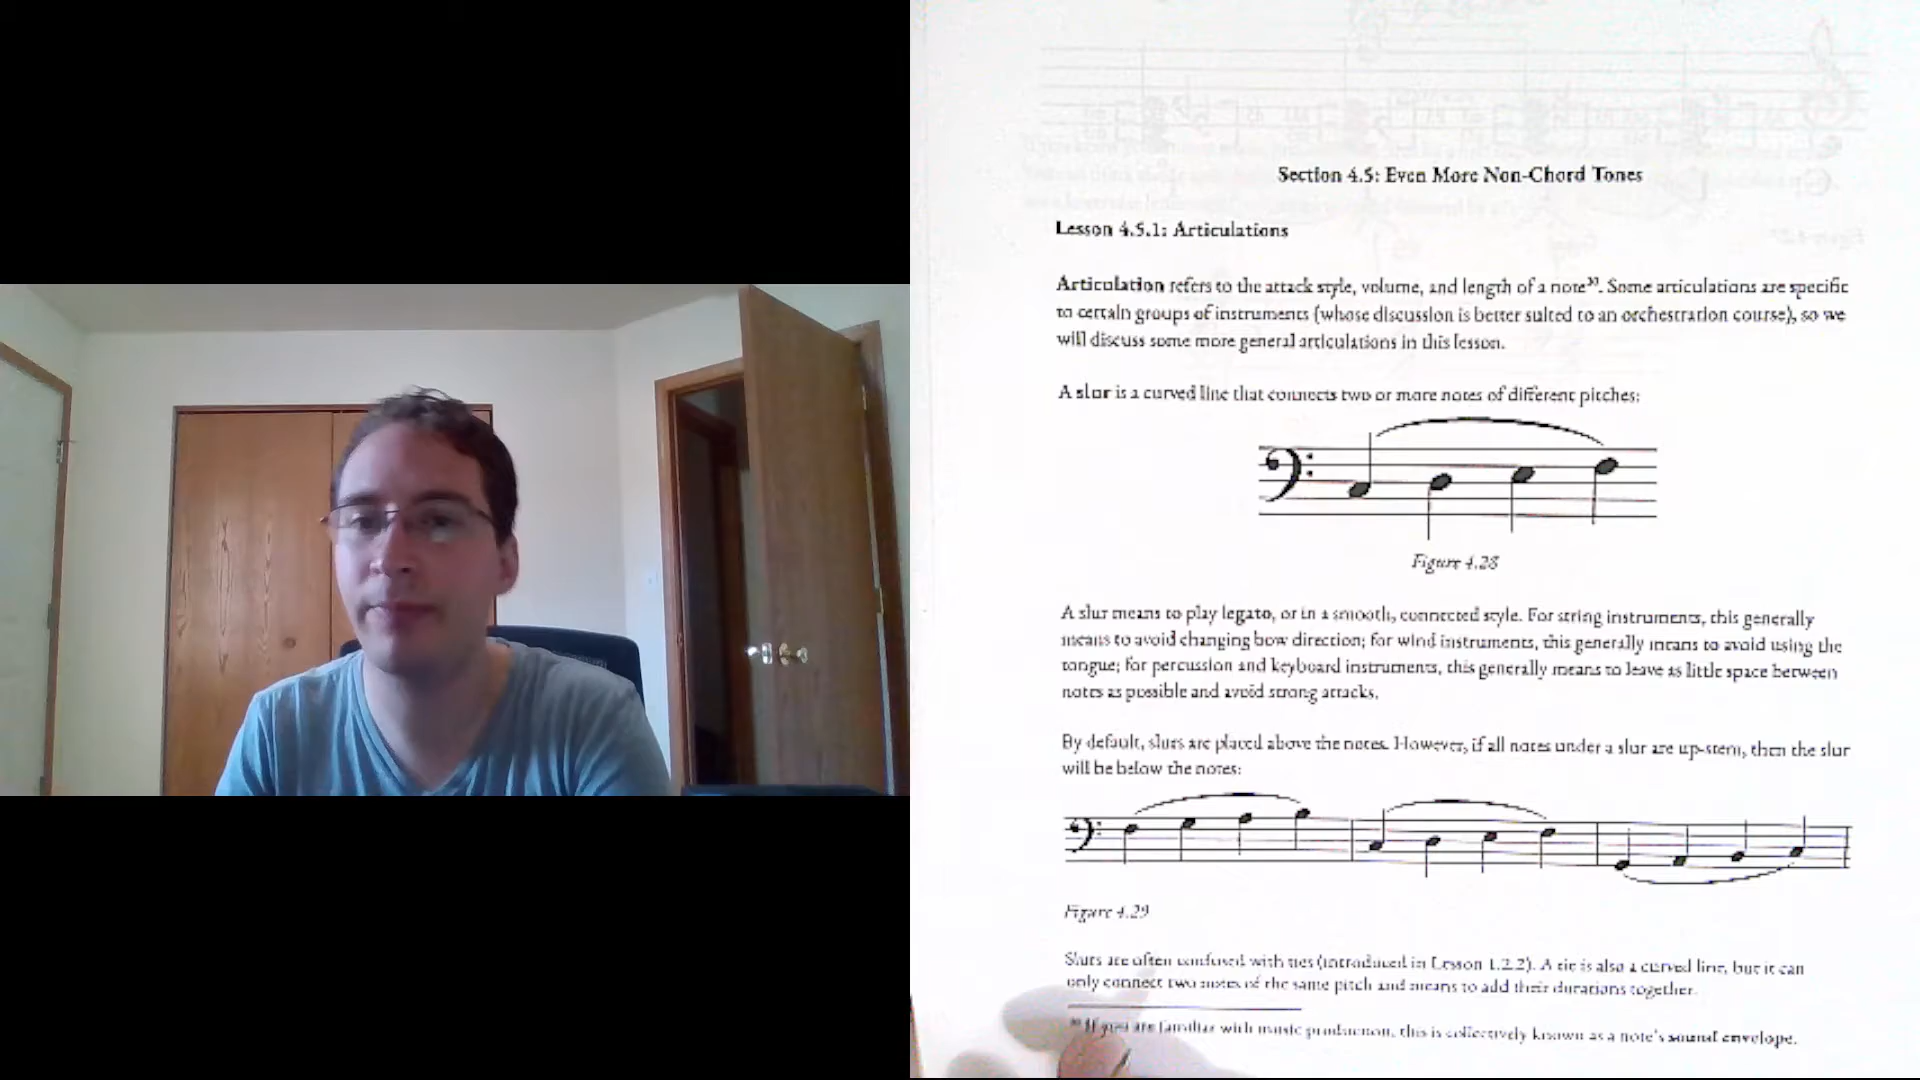 Section 4.5: Even More Non-Chord Tones
Lesson 4.5.1: Articulations
Articulation refers to the attack style, volume, and length of a note³³. Some articulations are specific
to certain groups of instruments (whose discussion is better suited to an orchestration course), so we
will discuss some more general articulations in this lesson.
A slur is a curved line that connects two or more notes of different pitches:
Figure 4.28
A slur means to play legato, or in a smooth, connected style. For string instruments, this generally
means to avoid changing bow direction; for wind instruments, this generally means to avoid using the
tongue; for percussion and keyboard instruments, this generally means to leave as little space between
notes as possible and avoid strong attacks.
By default, slurs are placed above the notes. However, if all notes under a slur are up-stem, then the slur
will be below the notes:
Figure 4.29
Slurs are often confused with ties (introduced in Lesson 1.2.2). A tie is also a curved line, but it can
only connect two notes of the same pitch and means to add their durations together.
If you are familiar with music production, this is collectively known as a note's sound envelope.